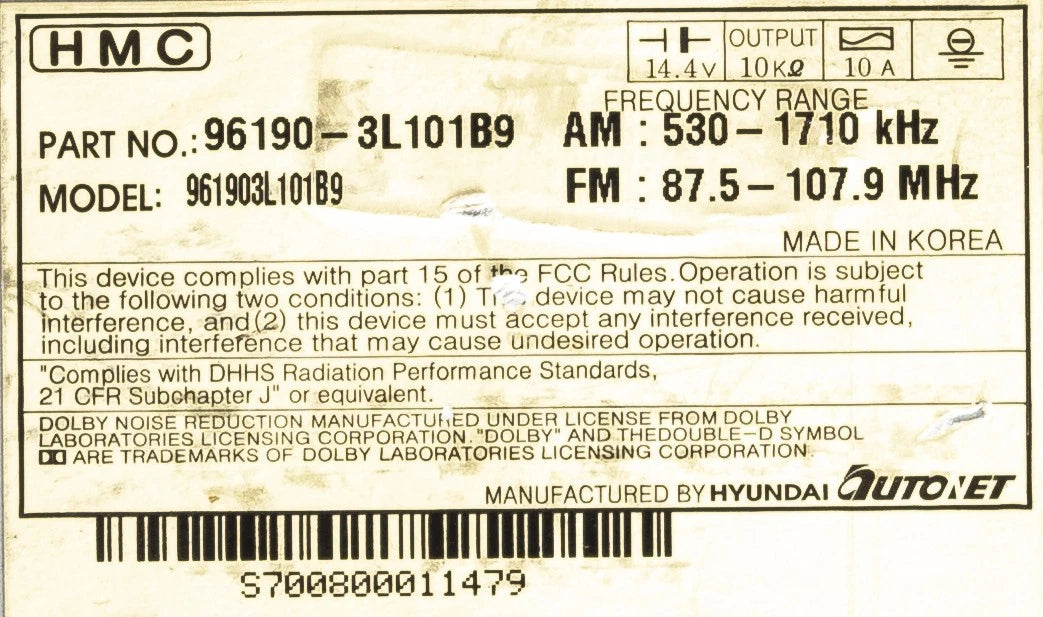 HMC
14.4V
OUTPUT
10KΩ
10 A
FREQUENCY RANGE
PART NO.: 96190-3L101B9
AM : 530-1710 kHz
MODEL: 961903L101B9
FM : 87.5-107.9 MHz
MADE IN KOREA
This device complies with part 15 of the FCC Rules. Operation is subject
to the following two conditions: (1) This device may not cause harmful
interference, and (2) this device must accept any interference received,
including interference that may cause undesired operation.
"Complies with DHHS Radiation Performance Standards,
21 CFR Subchapter J" or equivalent.
DOLBY NOISE REDUCTION MANUFACTURED UNDER LICENSE FROM DOLBY
LABORATORIES LICENSING CORPORATION. "DOLBY" AND THEDOUBLE-D SYMBOL
ARE TRADEMARKS OF DOLBY LABORATORIES LICENSING CORPORATION.
MANUFACTURED BY HYUNDAI AUTONET
S700800011479